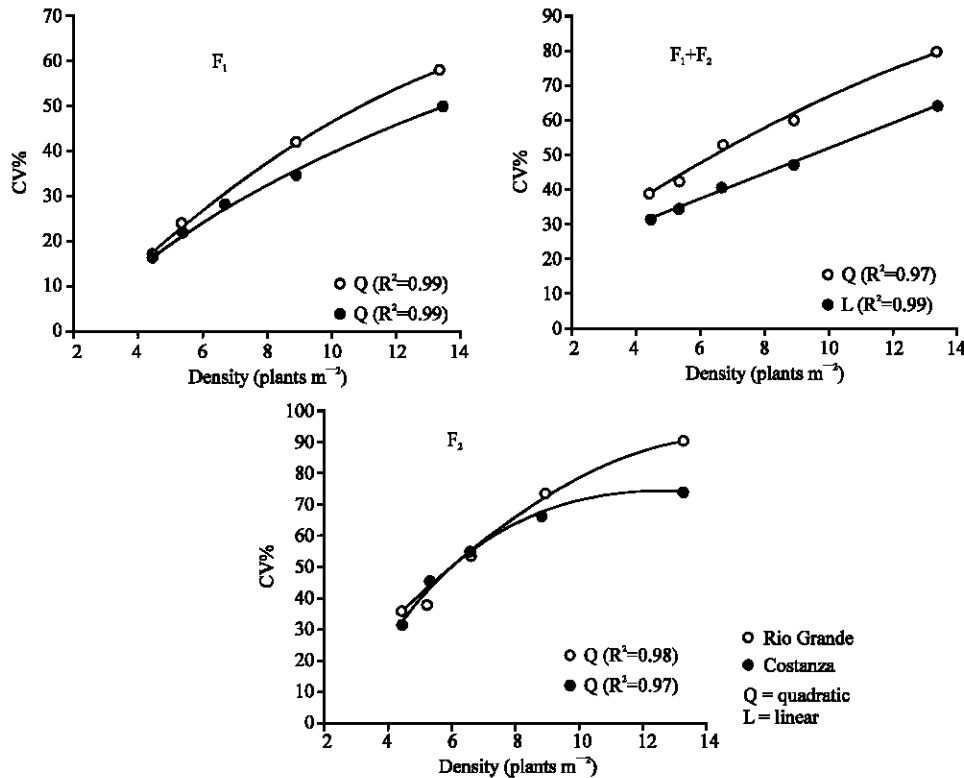 F₁
CV%
70
60
50
40
30
20
10
0
Q (R²=0.99)
Q (R²=0.99)
2 4 6 8 10 12 14
Density (plants m⁻²)
F₁+F₂
CV%
90
80
70
60
50
40
30
20
10
0
Q (R²=0.97)
L (R²=0.99)
2 4 6 8 10 12 14
Density (plants m⁻²)
F₂
CV%
100
90
80
70
60
50
40
30
20
10
0
Q (R²=0.98)
Q (R²=0.97)
2 4 6 8 10 12 14
Density (plants m⁻²)
Rio Grande
Costanza
Q = quadratic
L = linear